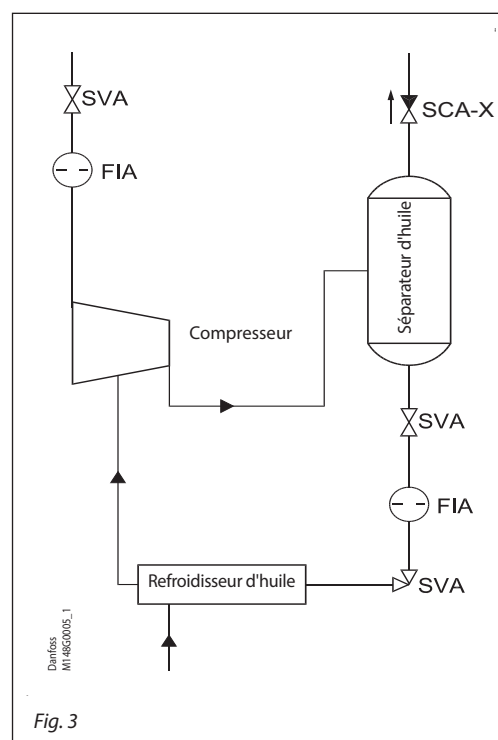 SVA
SCA-X
FIA
Séparateur d'huile
Compresseur
SVA
FIA
Refroidisseur d'huile
SVA
Danfoss
M148G0005_1
Fig. 3